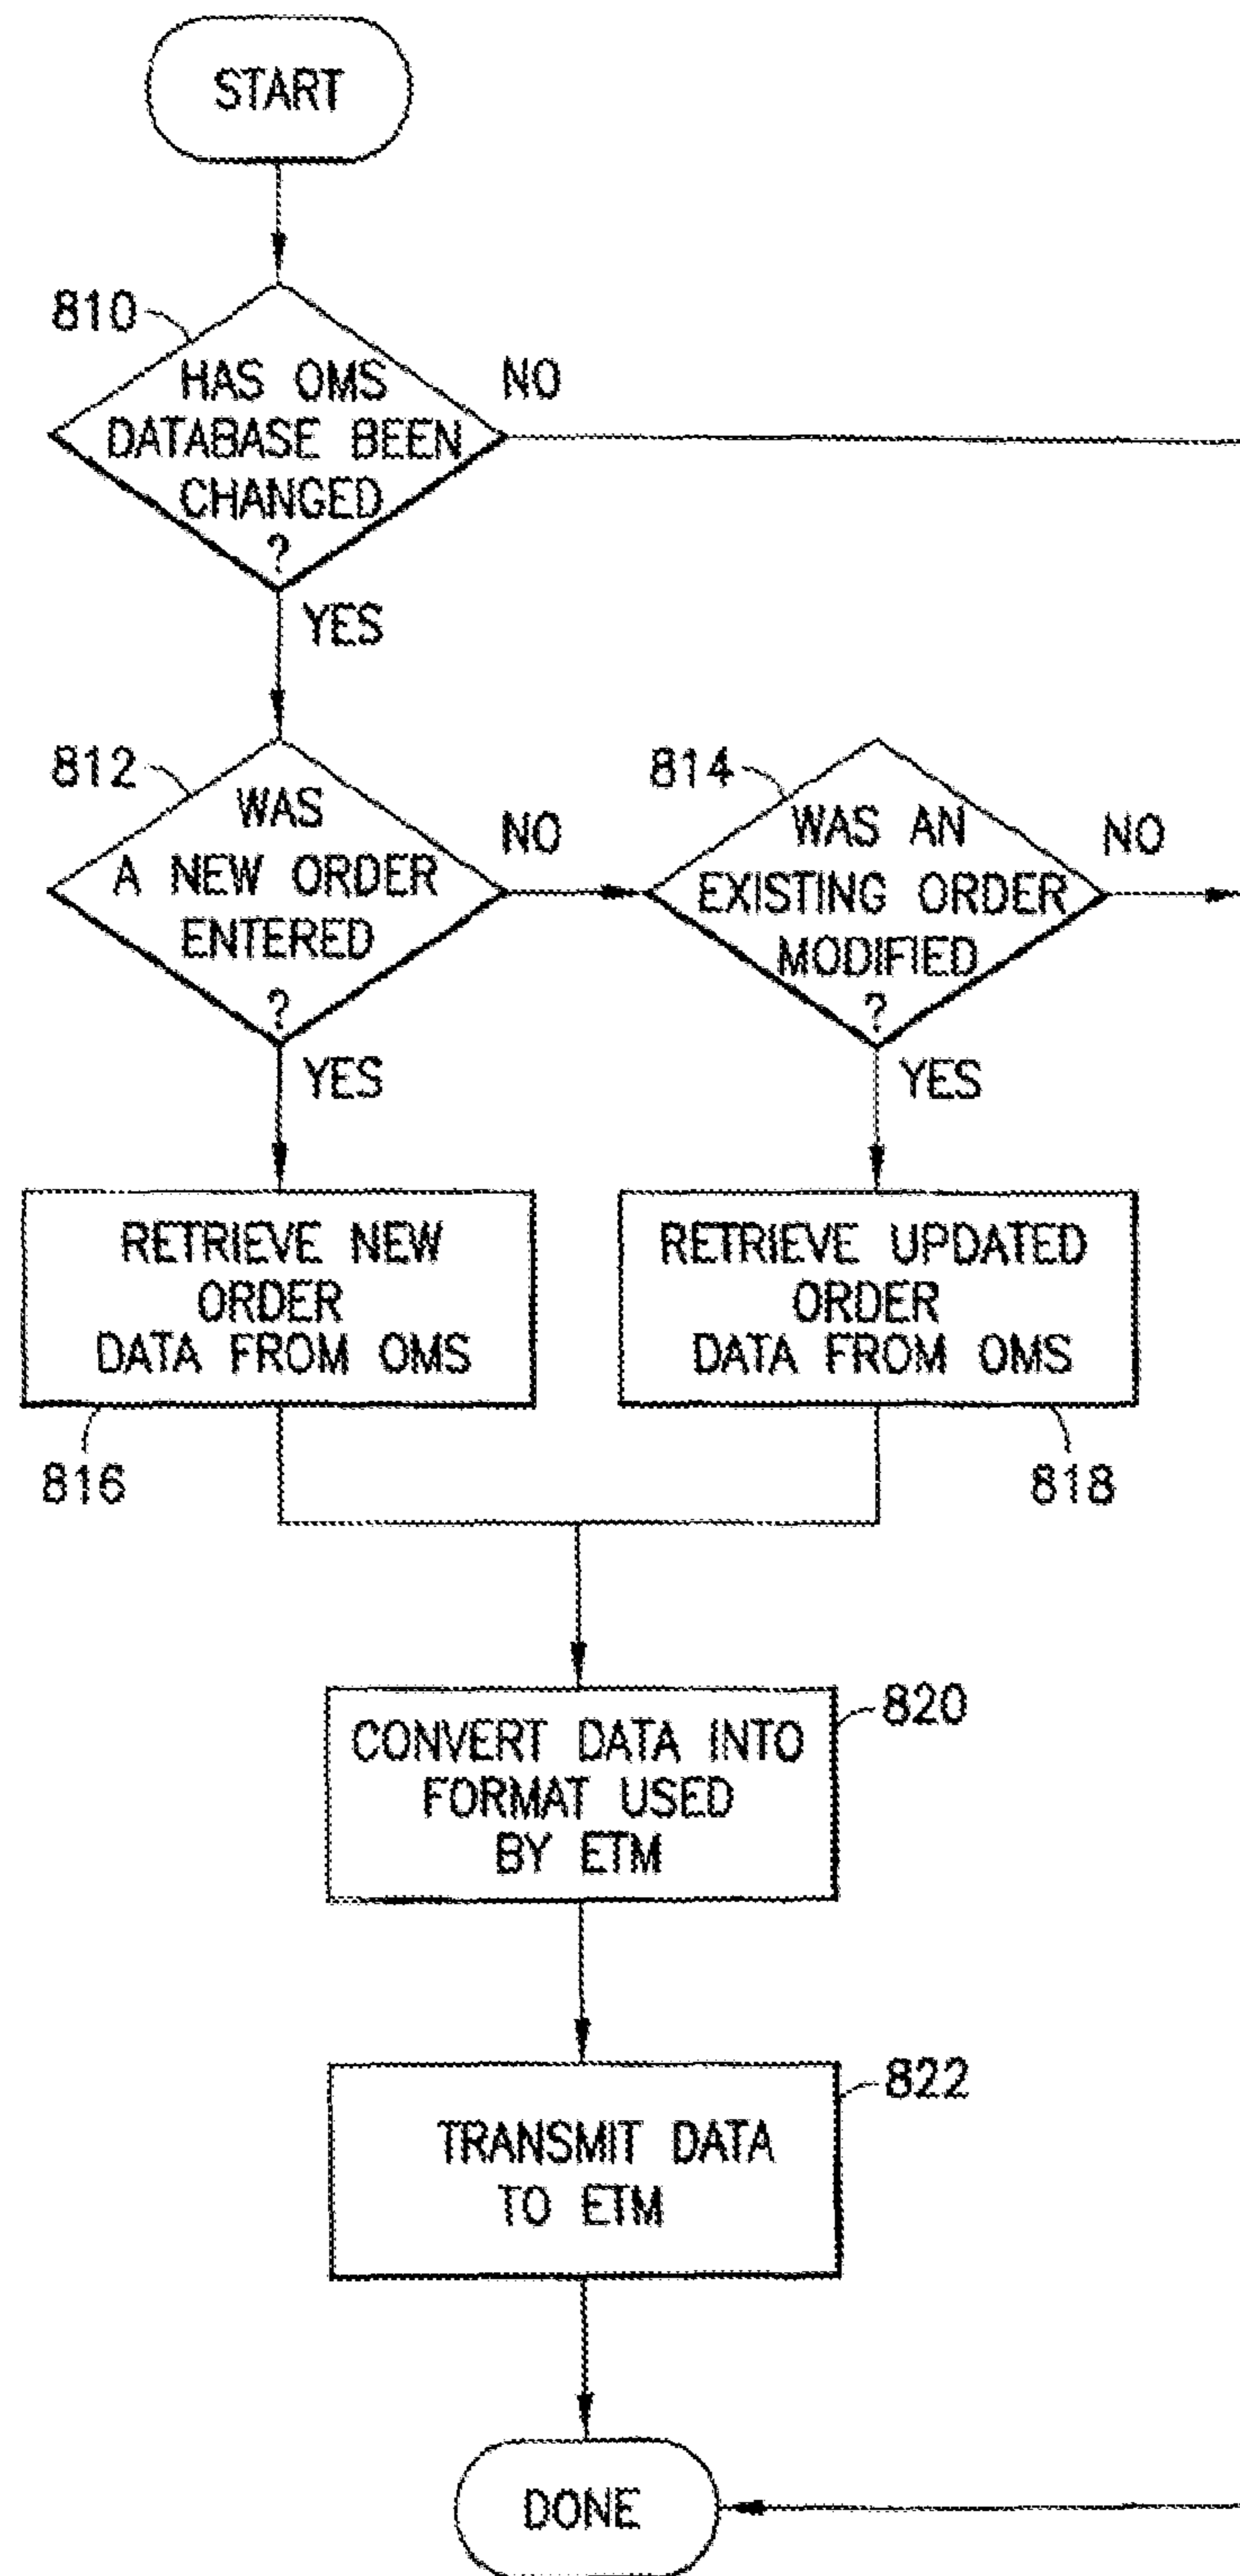 START
810
HAS OMS
DATABASE BEEN
CHANGED
?
NO
YES
812
WAS
A NEW ORDER
ENTERED
?
NO
YES
814
WAS AN
EXISTING ORDER
MODIFIED
?
NO
YES
RETRIEVE NEW
ORDER
DATA FROM OMS
816
RETRIEVE UPDATED
ORDER
DATA FROM OMS
818
CONVERT DATA INTO
FORMAT USED
BY ETM
820
TRANSMIT DATA
TO ETM
822
DONE